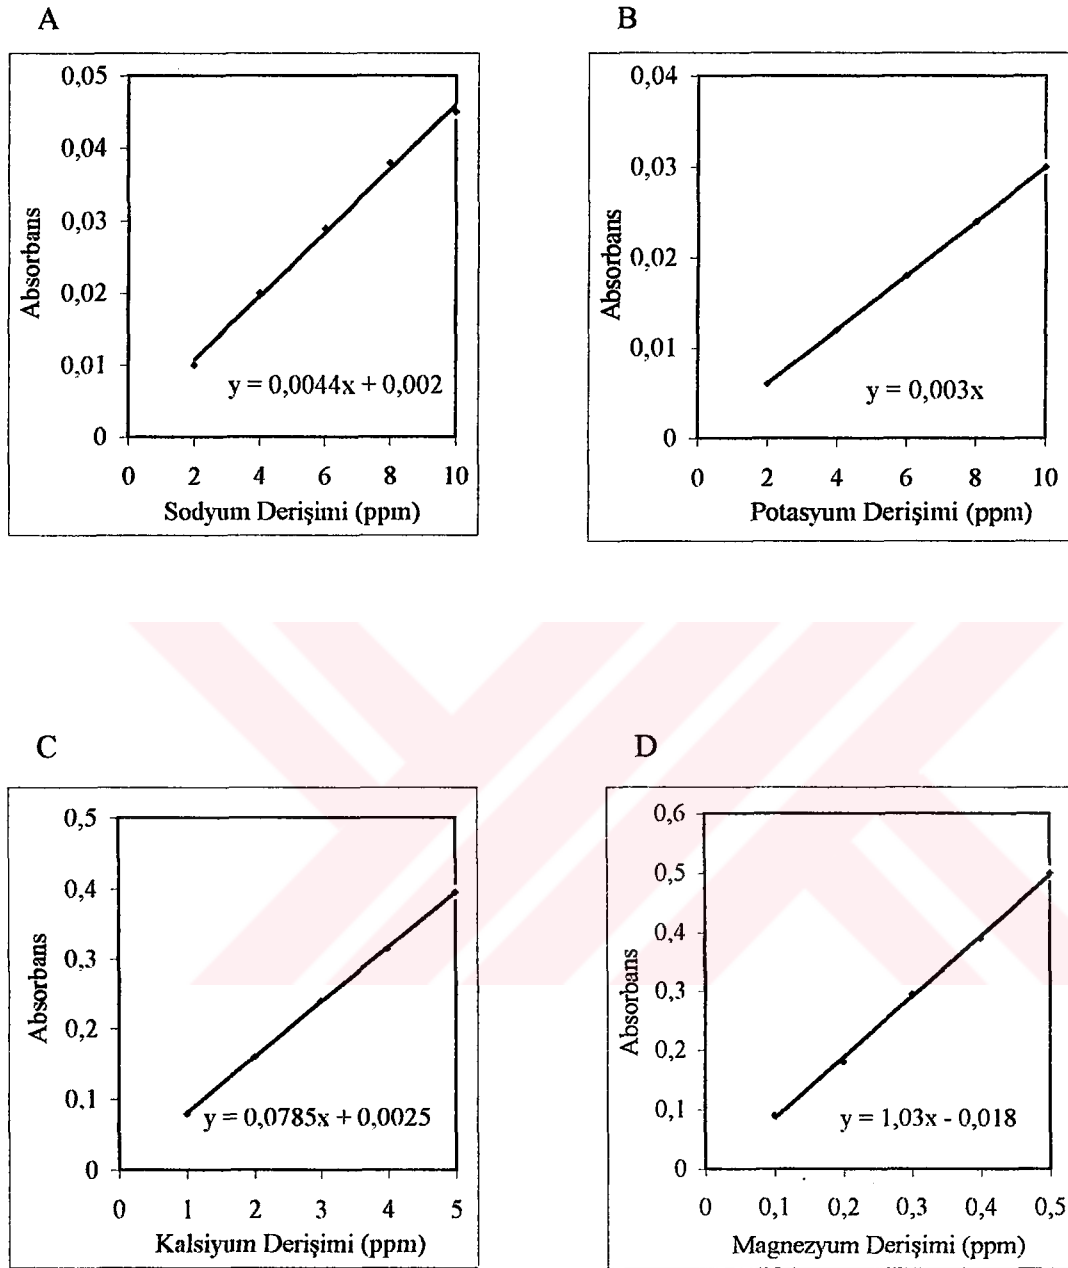 A
0,05
0,04
0,03
0,02
0,01
0
Absorbans
y = 0,0044x + 0,002
0 2 4 6 8 10
Sodyum Derişimi (ppm)
B
0,04
0,03
0,02
0,01
0
Absorbans
y = 0,003x
0 2 4 6 8 10
Potasyum Derişimi (ppm)
C
0,5
0,4
0,3
0,2
0,1
0
Absorbans
y = 0,0785x + 0,0025
0 1 2 3 4 5
Kalsiyum Derişimi (ppm)
D
0,6
0,5
0,4
0,3
0,2
0,1
0
Absorbans
y = 1,03x - 0,018
0 0,1 0,2 0,3 0,4 0,5
Magnezyum Derişimi (ppm)